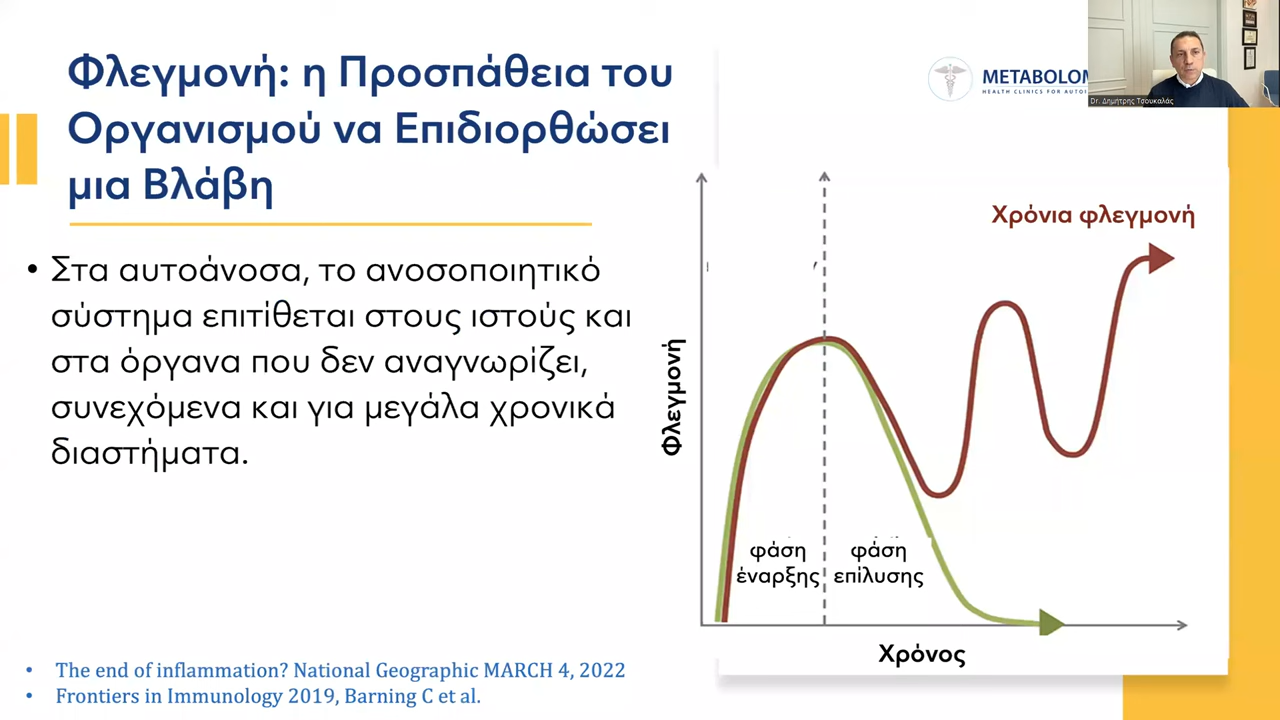 Φλεγμονή: η Προσπάθεια του
Οργανισμού να Επιδιορθώσει
μια Βλάβη
• Στα αυτοάνοσα, το ανοσοποιητικό
σύστημα επιτίθεται στους ιστούς και
στα όργανα που δεν αναγνωρίζει,
συνεχόμενα και για μεγάλα χρονικά
διαστήματα.
• The end of inflammation? National Geographic MARCH 4, 2022
• Frontiers in Immunology 2019, Barning C et al.
METABOLOM
HEALTH CLINICS FOR AUTO
Dr. Δημήτρης Τσουκαλάς
Χρόνια φλεγμονή
Φλεγμονή
φάση
έναρξης
φάση
επίλυσης
Χρόνος